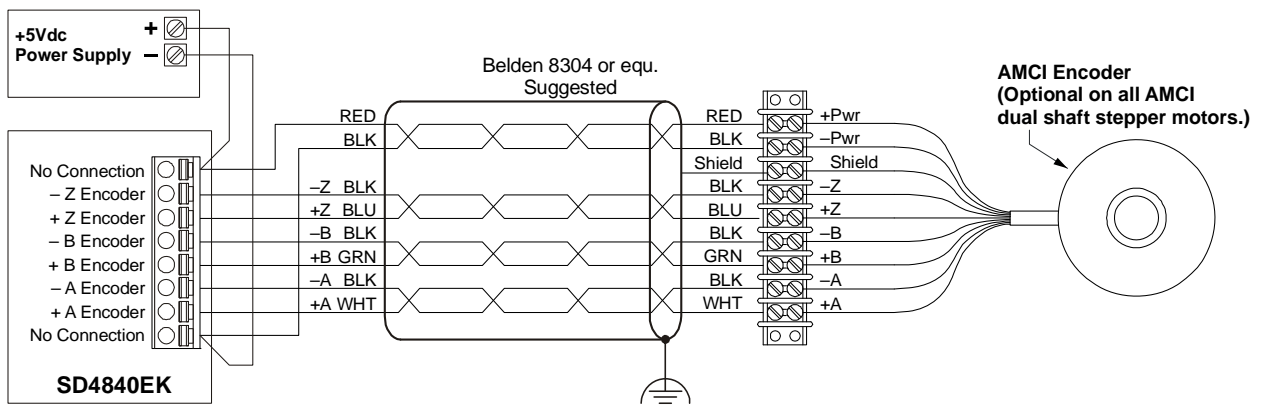 +5Vdc +
Power Supply –
Belden 8304 or equ.
Suggested
AMCI Encoder
(Optional on all AMCI
dual shaft stepper motors.)
RED RED +Pwr
BLK BLK –Pwr
Shield Shield
No Connection
– Z Encoder –Z BLK BLK –Z
+ Z Encoder +Z BLU BLU +Z
– B Encoder –B BLK BLK –B
+ B Encoder +B GRN GRN +B
– A Encoder –A BLK BLK –A
+ A Encoder +A WHT WHT +A
No Connection
SD4840EK